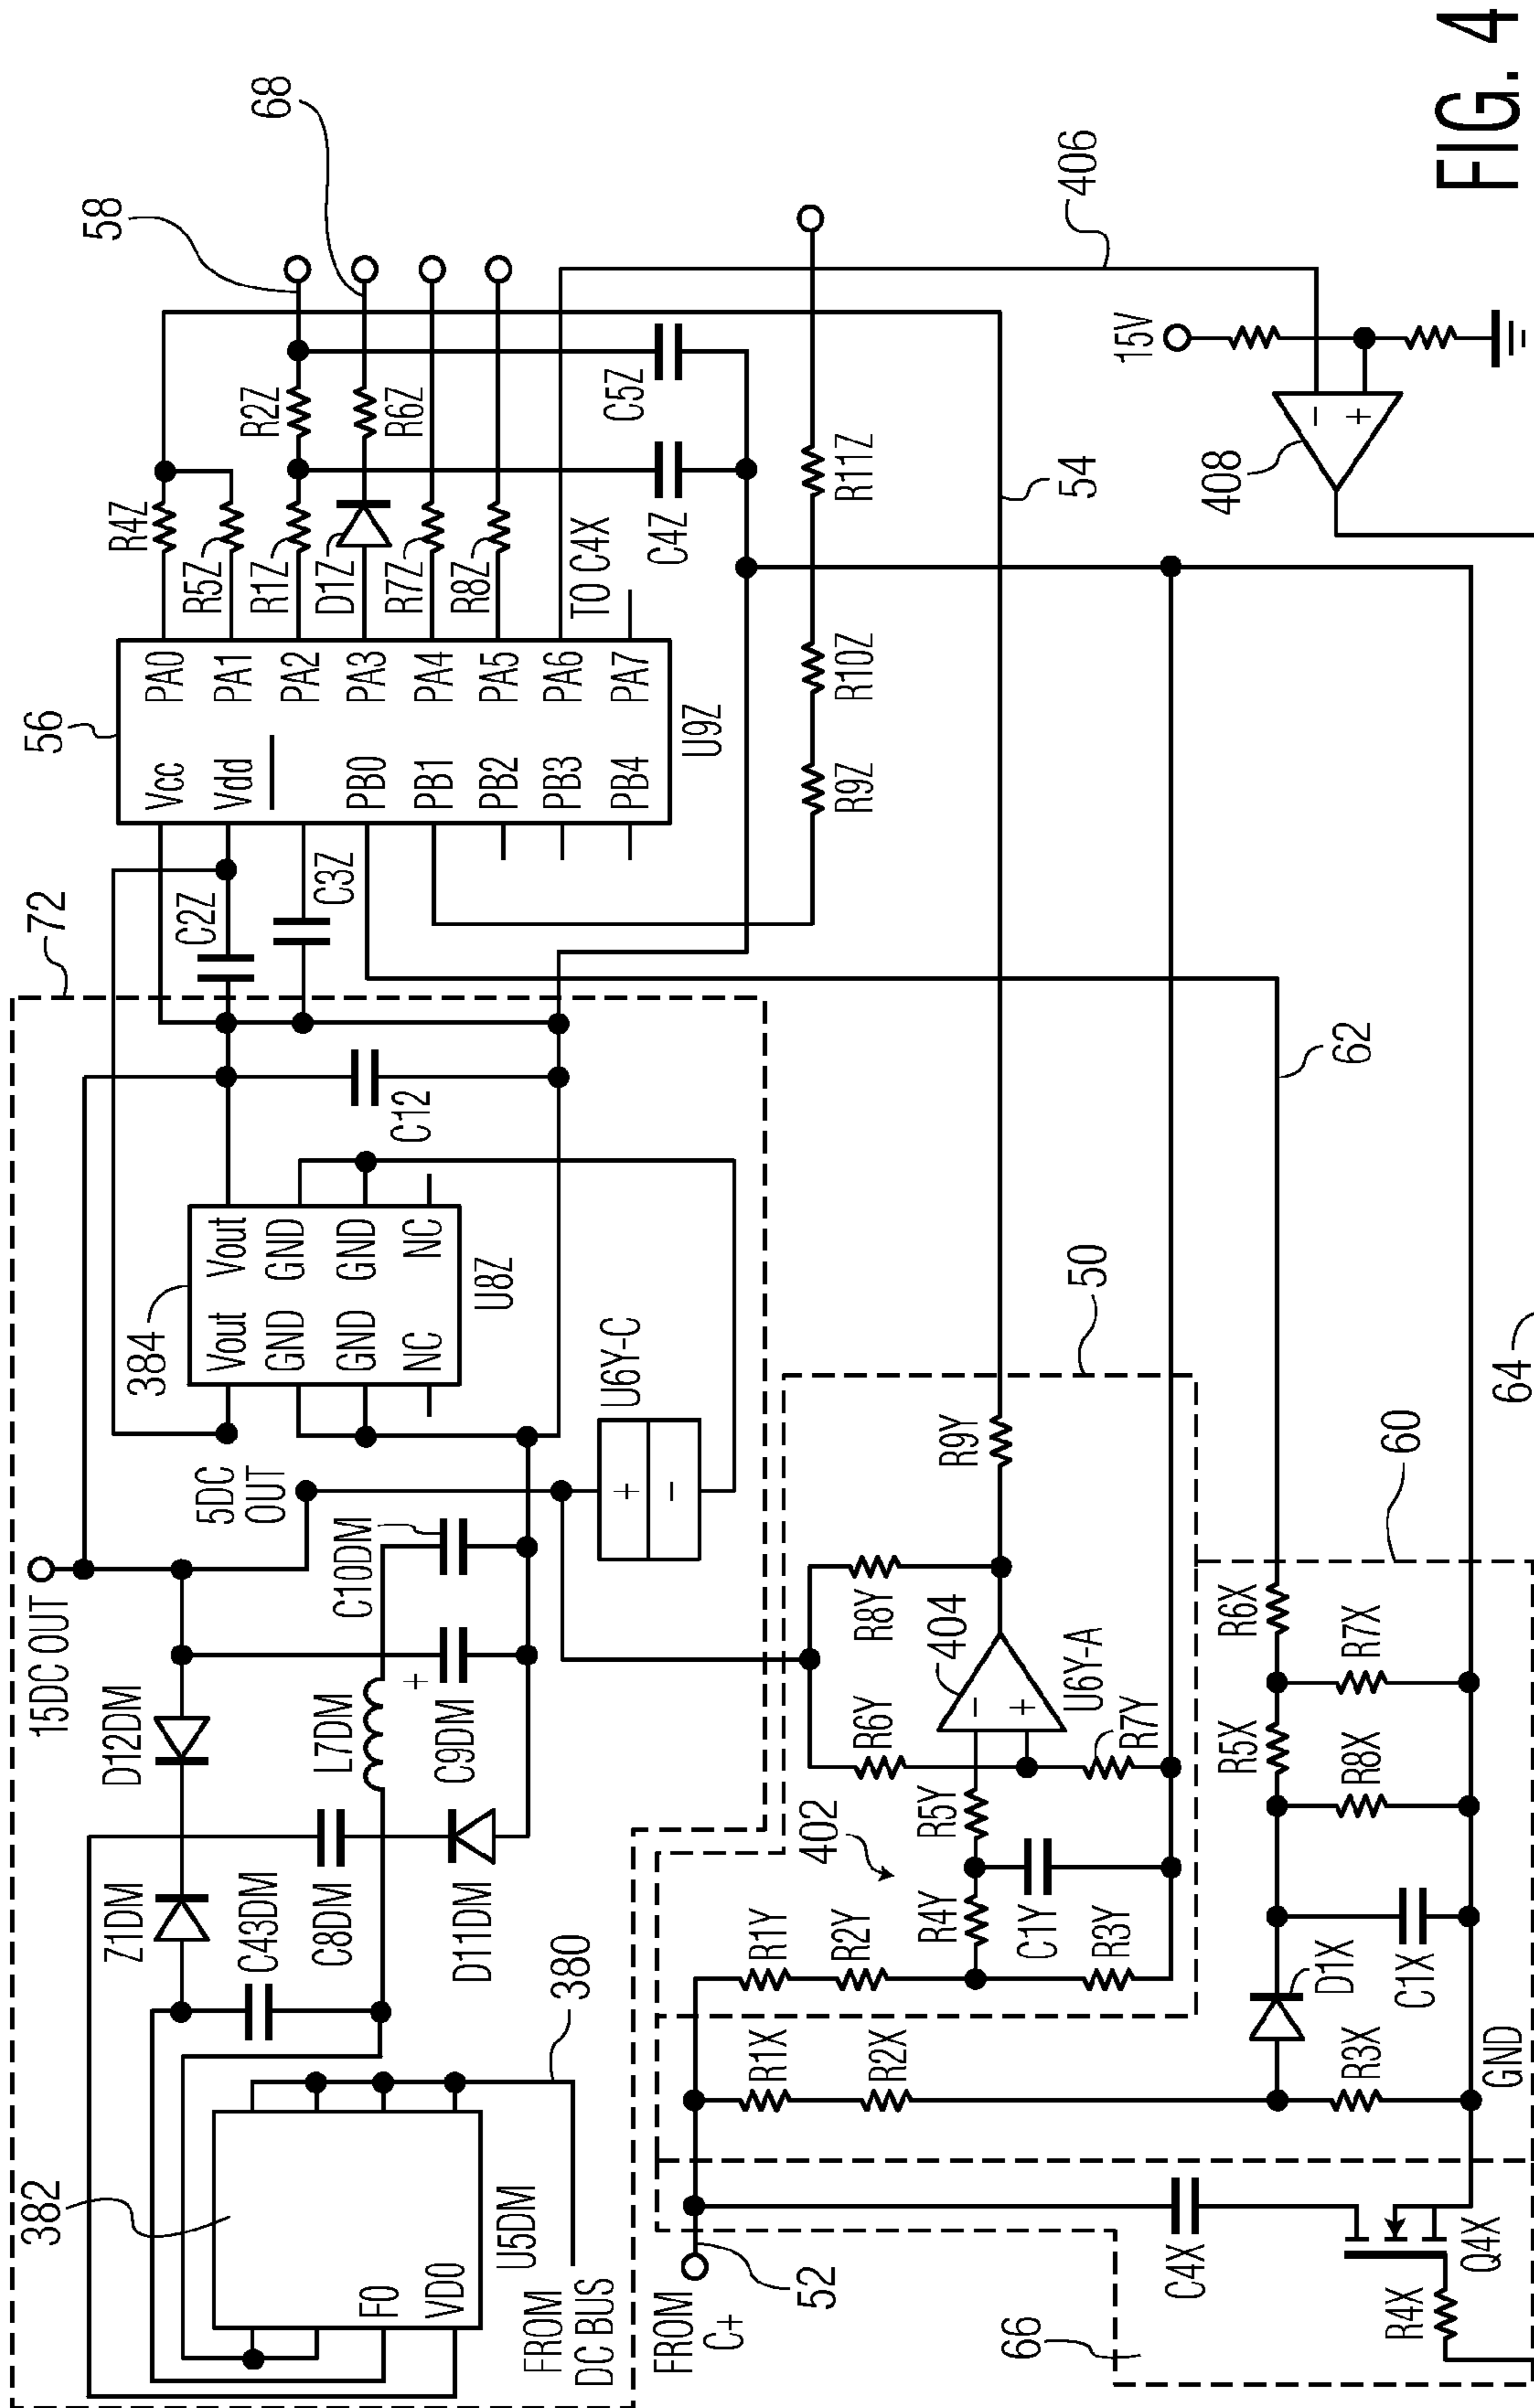 58
68
406
FIG. 4
R4Z
R5Z
R1Z
R2Z
D1Z
R6Z
R7Z
R8Z
C5Z
C4Z
TO C4X
R11Z
54
15V
408
-
+
56
Vcc
PA0
Vdd
PA1
PA2
PB0
PA3
PB1
PA4
PB2
PA5
PB3
PA6
PB4
PA7
U9Z
R10Z
R9Z
72
C2Z
C3Z
62
C12
384
Vout
Vout
GND
GND
GND
GND
NC
NC
U8Z
U6Y-C
+
-
50
5DC
OUT
15DC OUT
C10DM
+
C9DM
L7DM
D12DM
Z1DM
C43DM
C8DM
D11DM
380
382
F0
VD0
U5DM
FROM
DC BUS
R8Y
404
-
+
U6Y-A
R9Y
R6Y
R7Y
R5Y
402
R4Y
C1Y
R1Y
R2Y
R3Y
60
64
R6X
R7X
R5X
R8X
D1X
C1X
R1X
R2X
R3X
GND
FROM
C+
52
66
C4X
Q4X
R4X